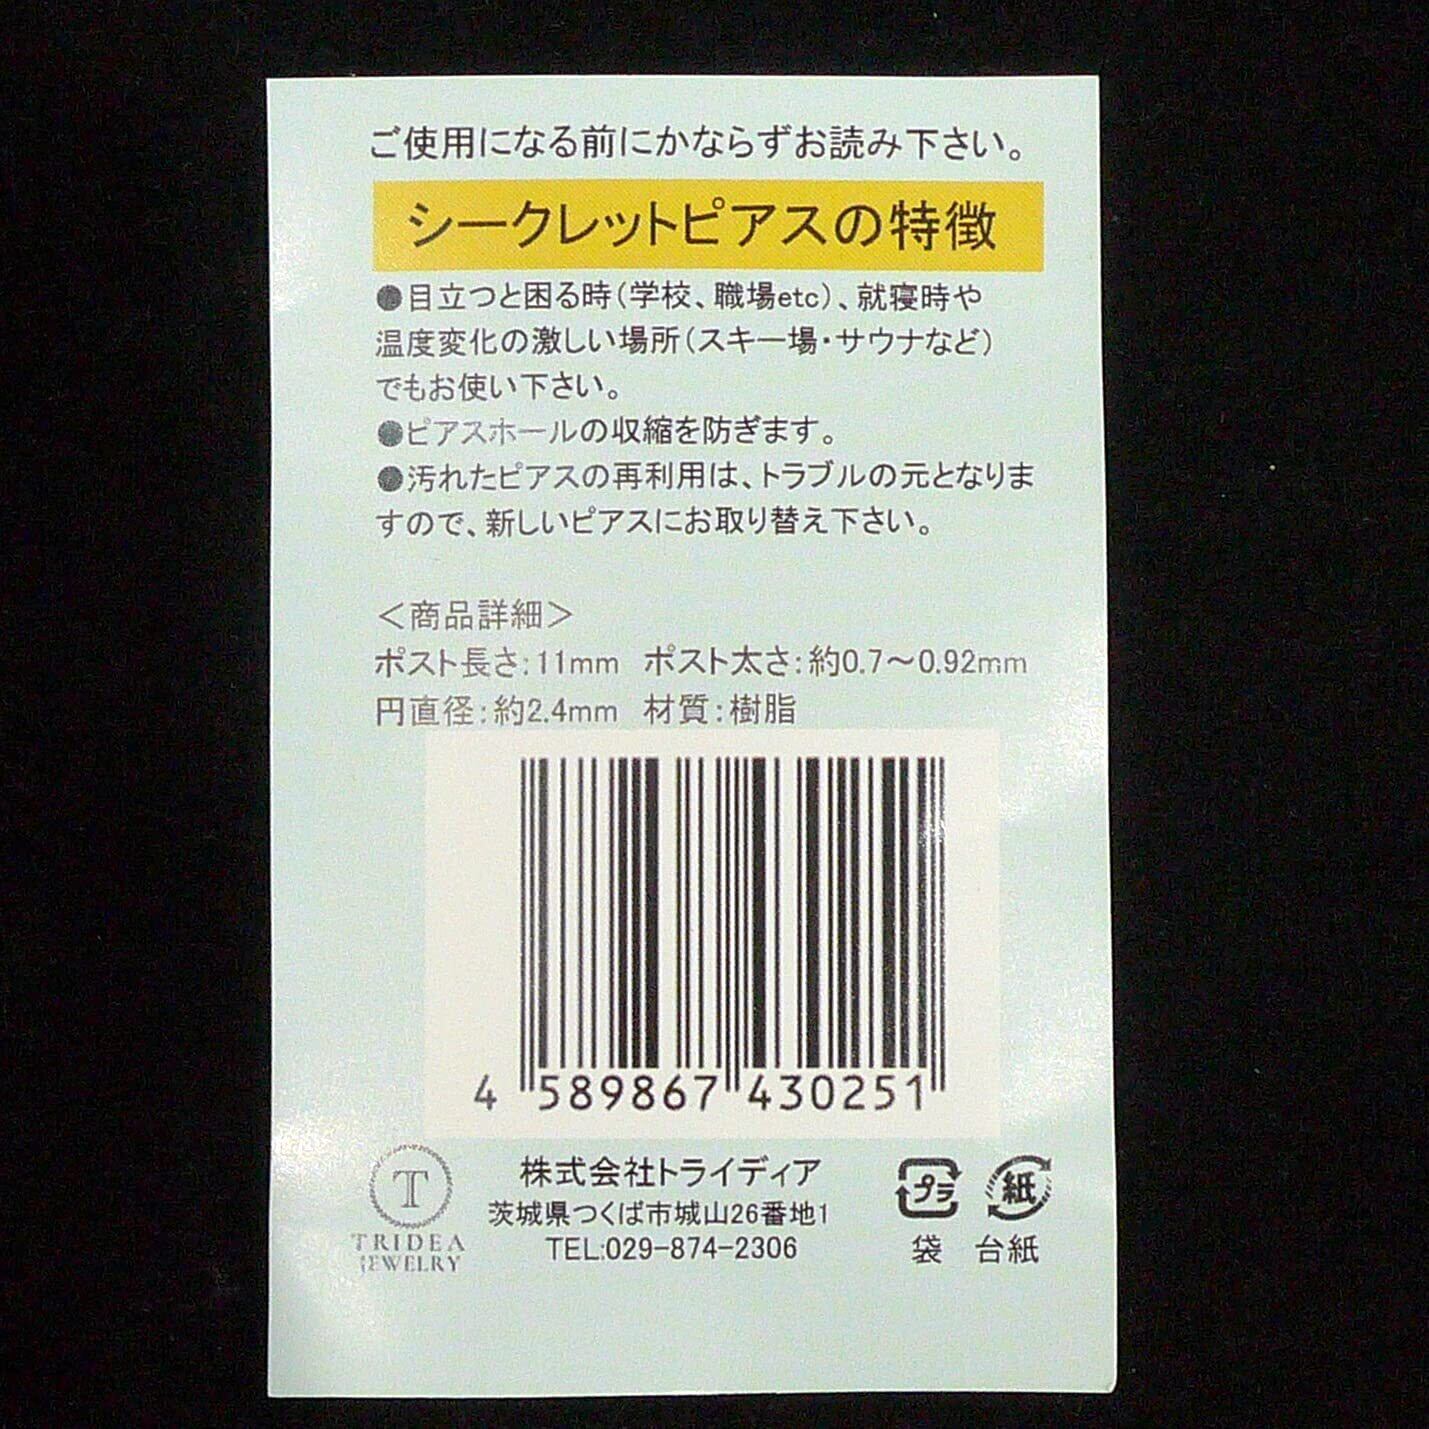 ご使用になる前にかならずお読み下さい。
シークレットピアスの特徴
●目立つと困る時(学校、職場etc)、就寝時や
温度変化の激しい場所(スキー場・サウナなど)
でもお使い下さい。
●ピアスホールの収縮を防ぎます。
●汚れたピアスの再利用は、トラブルの元となりま
すので、新しいピアスにお取り替え下さい。
＜商品詳細＞
ポスト長さ:11mm ポスト太さ:約0.7～0.92mm
円直径:約2.4mm 材質:樹脂
4 589867 430251
株式会社トライディア
茨城県つくば市城山26番地1
TEL:029-874-2306
T
TRIDEA
JEWELRY
プラ 紙
袋 台紙